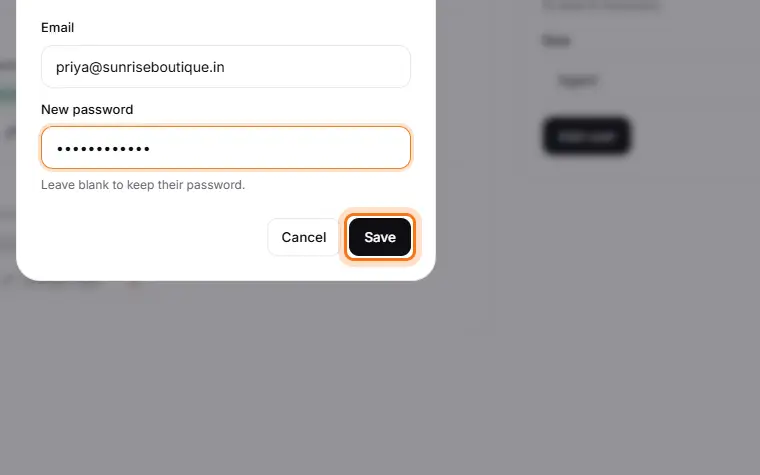 Email
priya@sunriseboutique.in
New password
••••••••••••
Leave blank to keep their password.
Cancel
Save